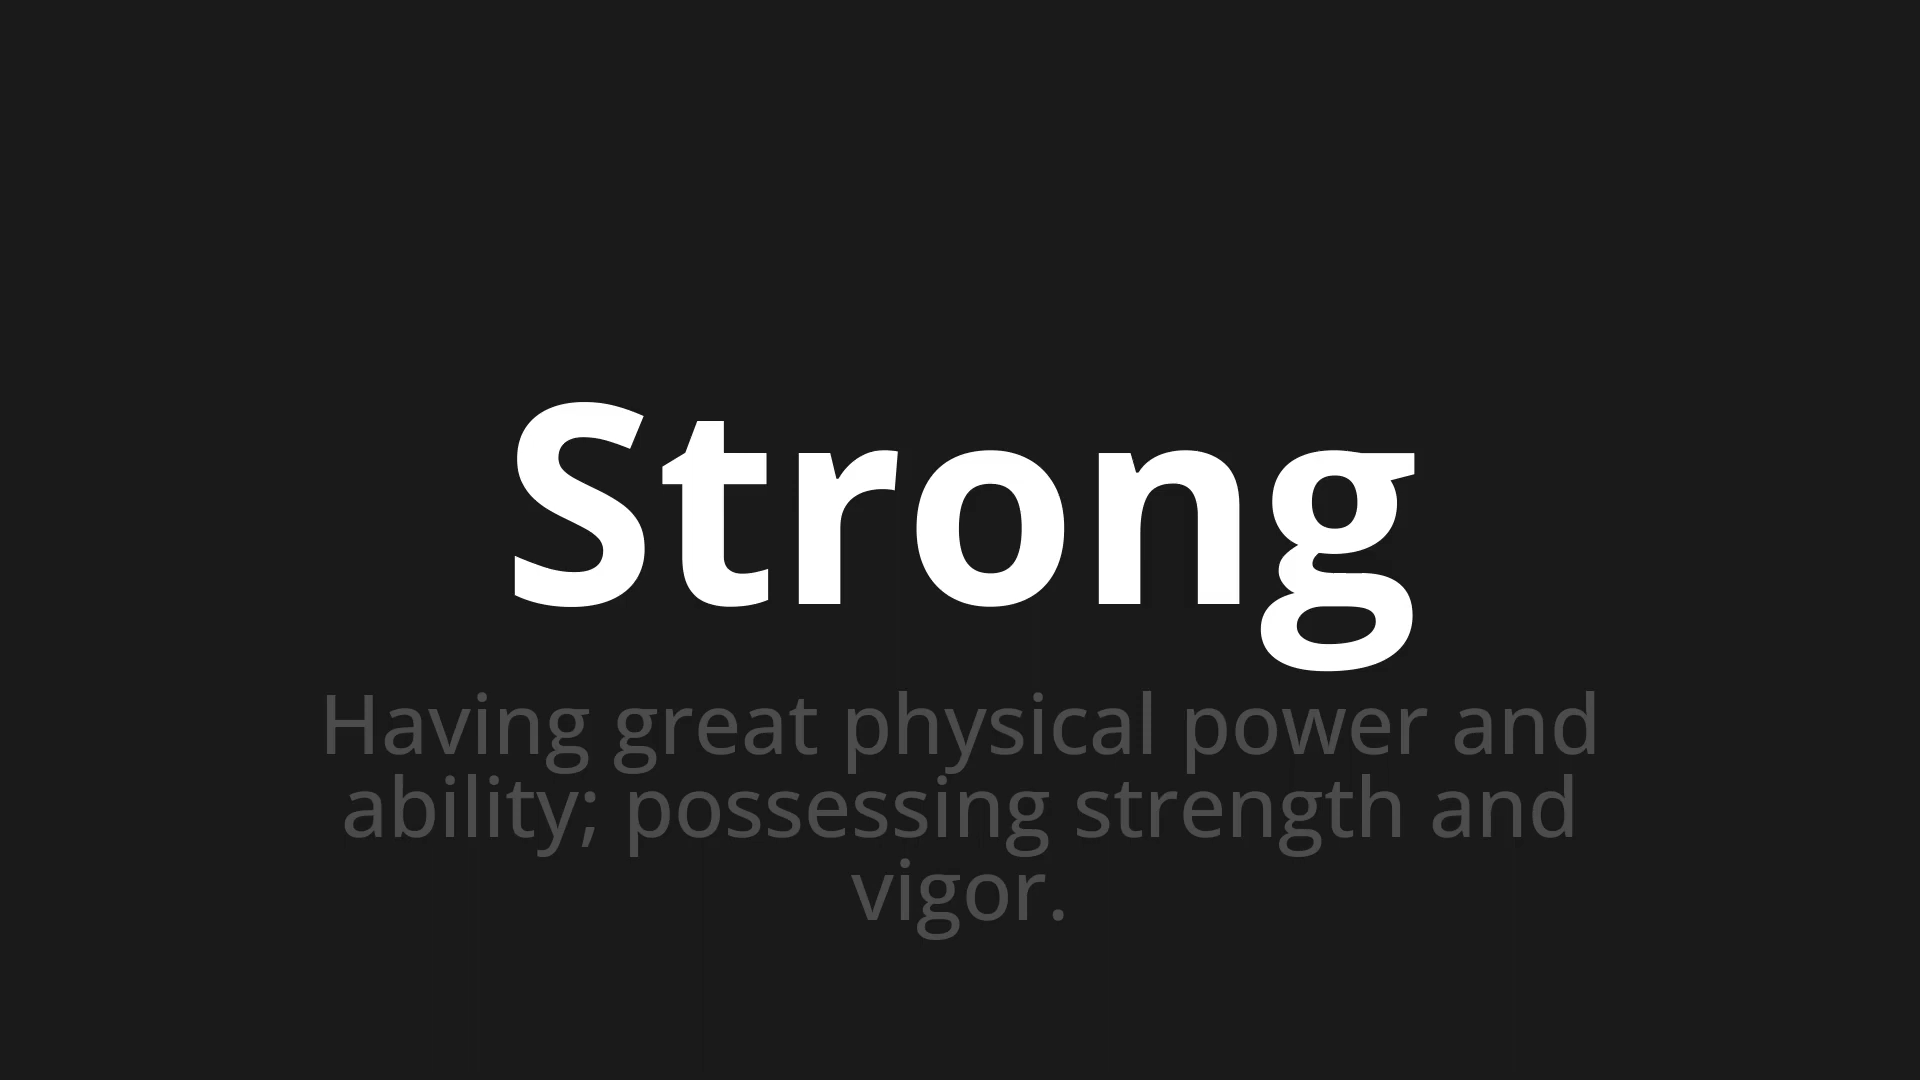 Strong
Having great physical power and
ability; possessing strength and
vigor.